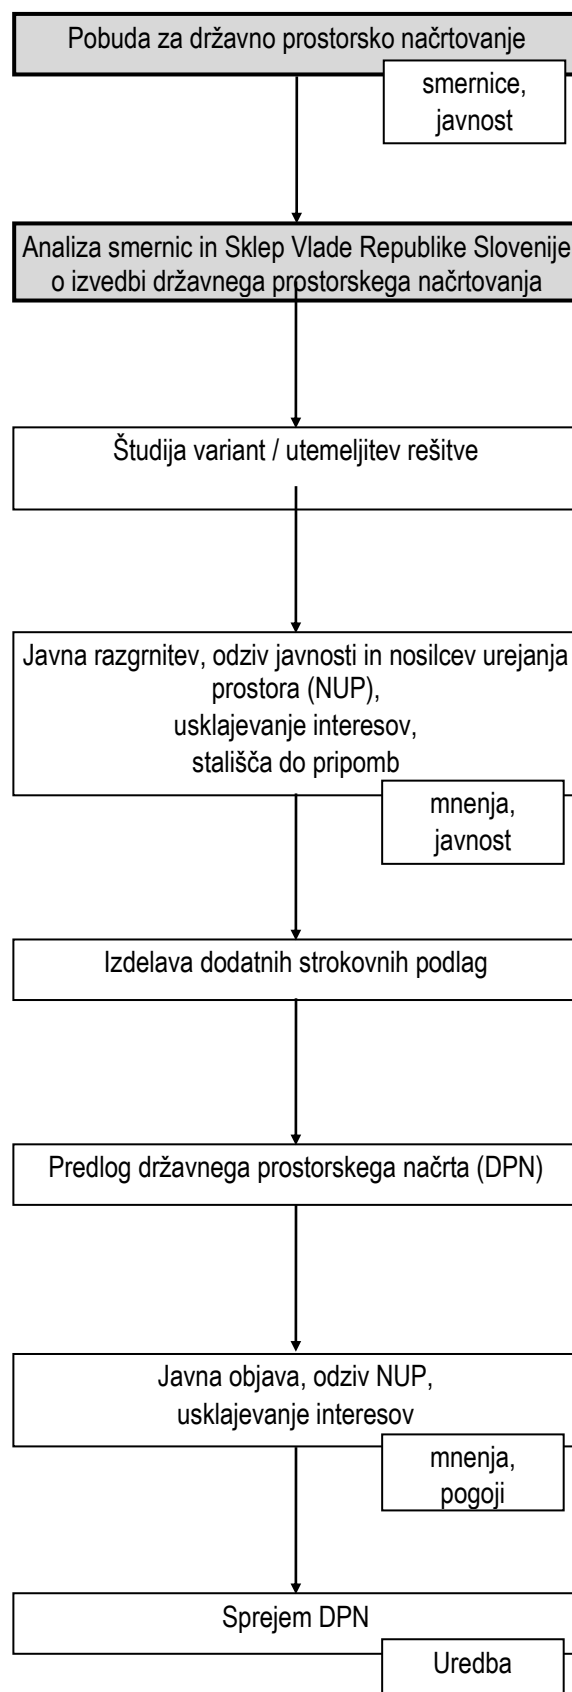 Pobuda za državno prostorsko načrtovanje
smernice,
javnost
Analiza smernic in Sklep Vlade Republike Slovenije
o izvedbi državnega prostorskega načrtovanja
Študija variant / utemeljitev rešitve
Javna razgrnitev, odziv javnosti in nosilcev urejanja
prostora (NUP),
usklajevanje interesov,
stališča do pripomb
mnenja,
javnost
Izdelava dodatnih strokovnih podlag
Predlog državnega prostorskega načrta (DPN)
Javna objava, odziv NUP,
usklajevanje interesov
mnenja,
pogoji
Sprejem DPN
Uredba